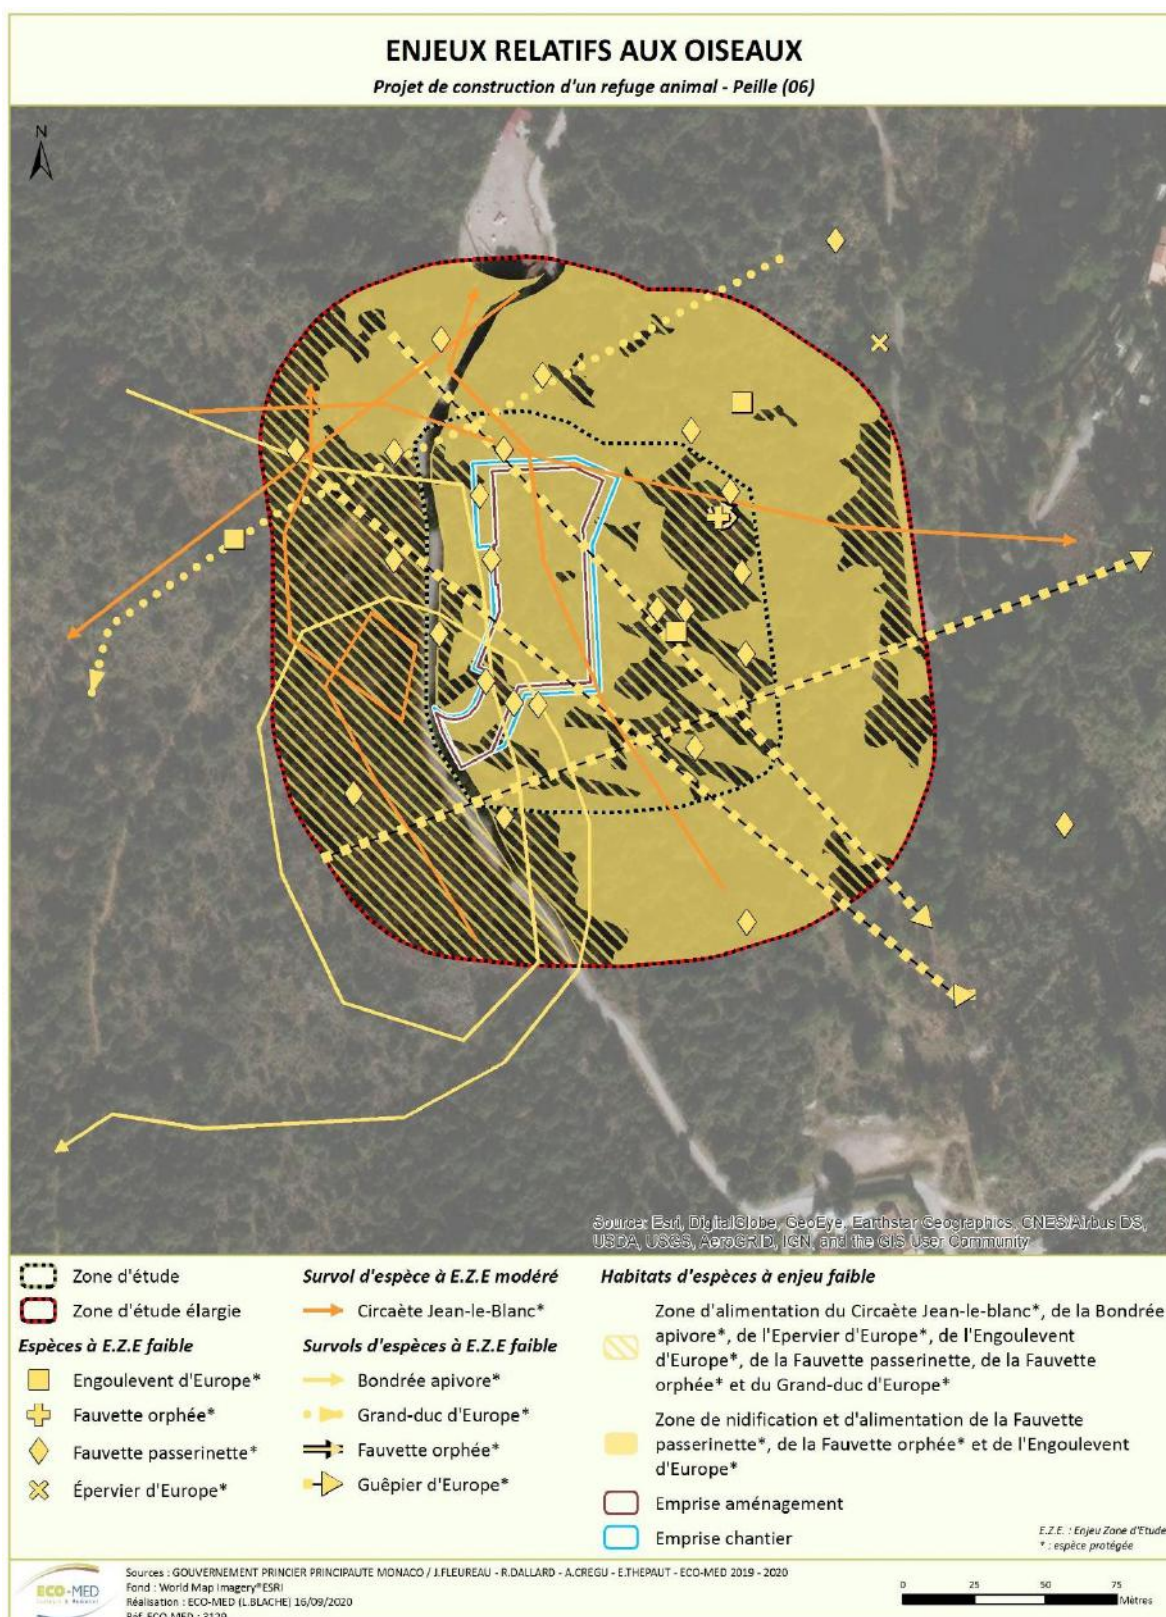 ENJEUX RELATIFS AUX OISEAUX
Projet de construction d'un refuge animal - Peille (06)
N
Source: Esri, DigitalGlobe, GeoEye, Earthstar Geographics, CNES/Airbus DS,
USDA, USGS, AeroGRID, IGN, and the GIS User Community
Zone d'étude
Zone d'étude élargie
Espèces à E.Z.E faible
Engoulevent d'Europe*
Fauvette orphée*
Fauvette passerinette*
Épervier d'Europe*
Survol d'espèce à E.Z.E modéré
Circaète Jean-le-Blanc*
Survols d'espèces à E.Z.E faible
Bondrée apivore*
Grand-duc d'Europe*
Fauvette orphée*
Guêpier d'Europe*
Habitats d'espèces à enjeu faible
Zone d'alimentation du Circaète Jean-le-blanc*, de la Bondrée
apivore*, de l'Epervier d'Europe*, de l'Engoulevent
d'Europe*, de la Fauvette passerinette, de la Fauvette
orphée* et du Grand-duc d'Europe*
Zone de nidification et d'alimentation de la Fauvette
passerinette*, de la Fauvette orphée* et de l'Engoulevent
d'Europe*
Emprise aménagement
Emprise chantier
E.Z.E. : Enjeu Zone d'Etude
* : espèce protégée
ECO-MED
Sources : GOUVERNEMENT PRINCIER PRINCIPAUTE MONACO / J.FLEUREAU - R.DALLARD - A.CREGU - E.THEPAUT - ECO-MED 2019 - 2020
Fond : World Map Imagery®ESRI
Réalisation : ECO-MED (L.BLACHE) 16/09/2020
Réf. ECO-MED : 3129
0 25 50 75
Mètres